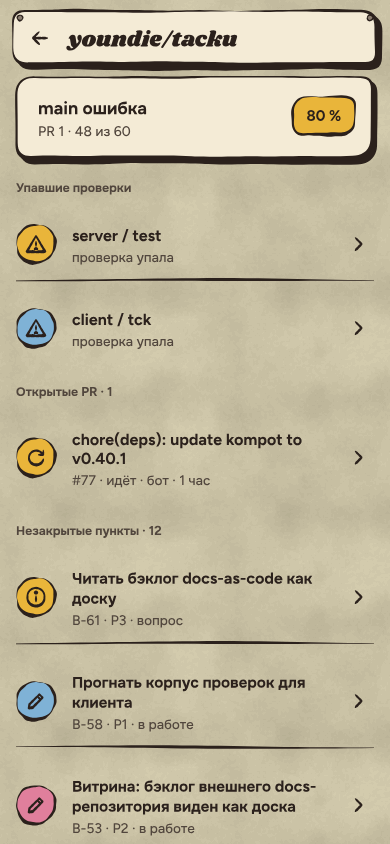 youndie/tacku
main ошибка
80 %
PR 1 · 48 из 60
Упавшие проверки
server / test
проверка упала
client / tck
проверка упала
Открытые PR · 1
chore(deps): update kompot to
v0.40.1
#77 · идёт · бот · 1 час
Незакрытые пункты · 12
Читать бэклог docs-as-code как
доску
B-61 · P3 · вопрос
Прогнать корпус проверок для
клиента
B-58 · P1 · в работе
Витрина: бэклог внешнего docs-
репозитория виден как доска
B-53 · P2 · в работе